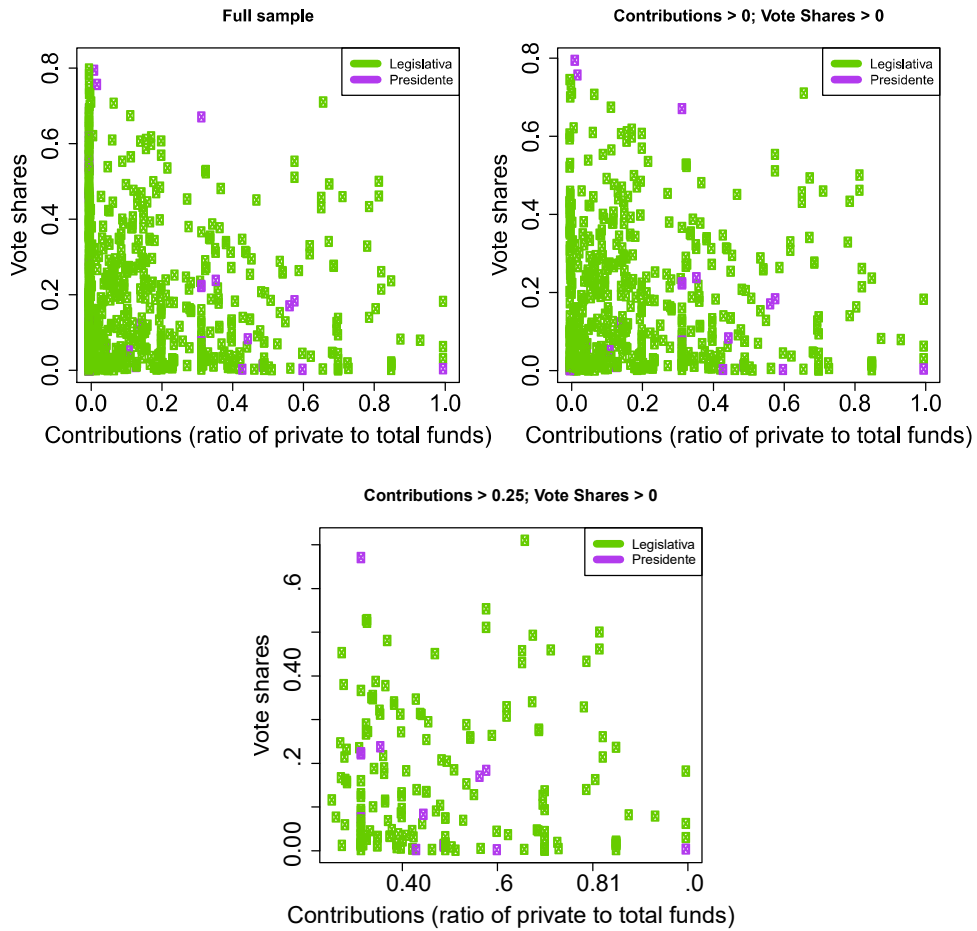 Full sample
Legislativa
Presidente
Vote shares
0.8
0.6
0.4
0.2
0.0
0.0 0.2 0.4 0.6 0.8 1.0
Contributions (ratio of private to total funds)
Contributions > 0; Vote Shares > 0
Legislativa
Presidente
Vote shares
0.8
0.6
0.4
0.2
0.0
0.0 0.2 0.4 0.6 0.8 1.0
Contributions (ratio of private to total funds)
Contributions > 0.25; Vote Shares > 0
Legislativa
Presidente
Vote shares
.6
0.40
.2
0.00
0.40 .6 0.81 .0
Contributions (ratio of private to total funds)